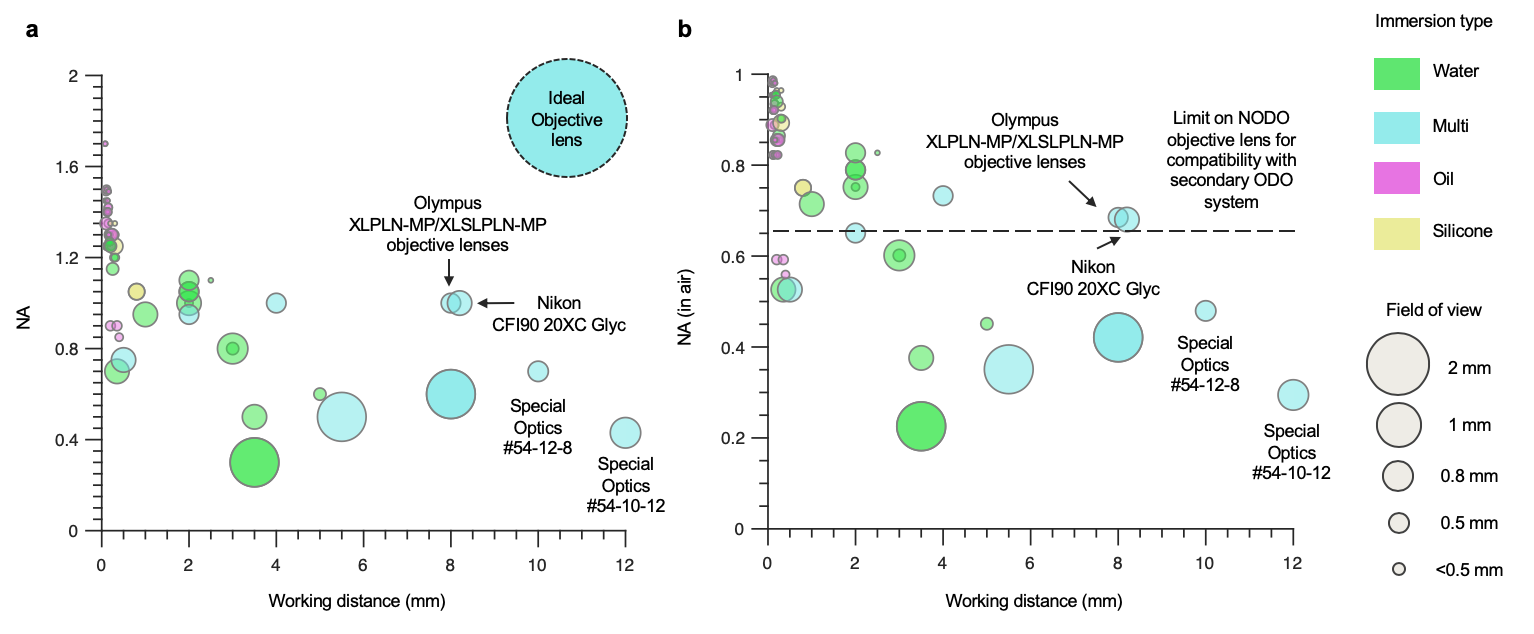 a
NA
2
1.6
1.2
0.8
0.4
0
0
2
4
6
8
10
12
Working distance (mm)
Ideal
Objective
lens
Olympus
XLPLN-MP/XLSLPLN-MP
objective lenses
Nikon
CFI90 20XC Glyc
Special
Optics
#54-12-8
Special
Optics
#54-10-12
b
NA (in air)
1
0.8
0.6
0.4
0.2
0
0
2
4
6
8
10
12
Working distance (mm)
Olympus
XLPLN-MP/XLSLPLN-MP
objective lenses
Limit on NODO
objective lens for
compatibility with
secondary ODO
system
Nikon
CFI90 20XC Glyc
Special
Optics
#54-12-8
Special
Optics
#54-10-12
Immersion type
Water
Multi
Oil
Silicone
Field of view
2 mm
1 mm
0.8 mm
0.5 mm
<0.5 mm